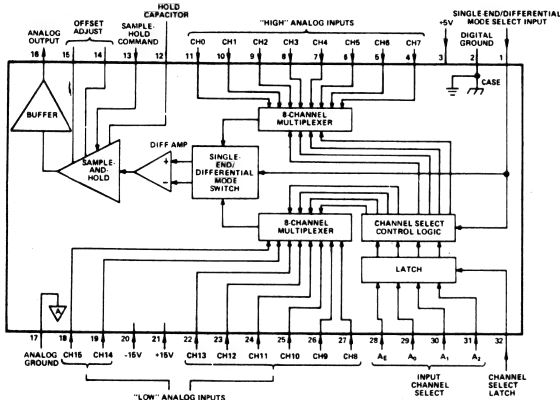 HOLD
CAPACITOR
OFFSET
ADJUST
SAMPLE-
HOLD
COMMAND
ANALOG
OUTPUT
"HIGH" ANALOG INPUTS
SINGLE-END/DIFFERENTIAL
MODE SELECT INPUT
+5V
DIGITAL
GROUND
CH0 CH1 CH2 CH3 CH4 CH5 CH6 CH7
16 15 14 13 12 11 10 9 8 7 6 5 4 3 2 1
CASE
BUFFER
8-CHANNEL
MULTIPLEXER
DIFF AMP
SAMPLE-
AND-
HOLD
+
−
SINGLE-
END/
DIFFERENTIAL
MODE
SWITCH
8-CHANNEL
MULTIPLEXER
CHANNEL SELECT
CONTROL LOGIC
LATCH
A
17 18 19 20 21 22 23 24 25 26 27 28 29 30 31 32
ANALOG
GROUND
CH15 CH14 -15V +15V CH13 CH12 CH11 CH10 CH9 CH8 AE A0 A1 A2
CHANNEL
SELECT
LATCH
INPUT
CHANNEL
SELECT
"LOW" ANALOG INPUTS